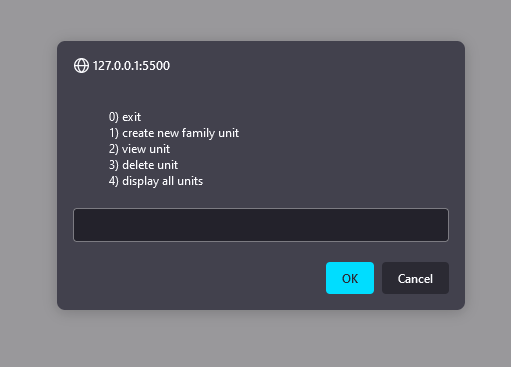 127.0.0.1:5500
0) exit
1) create new family unit
2) view unit
3) delete unit
4) display all units
OK
Cancel